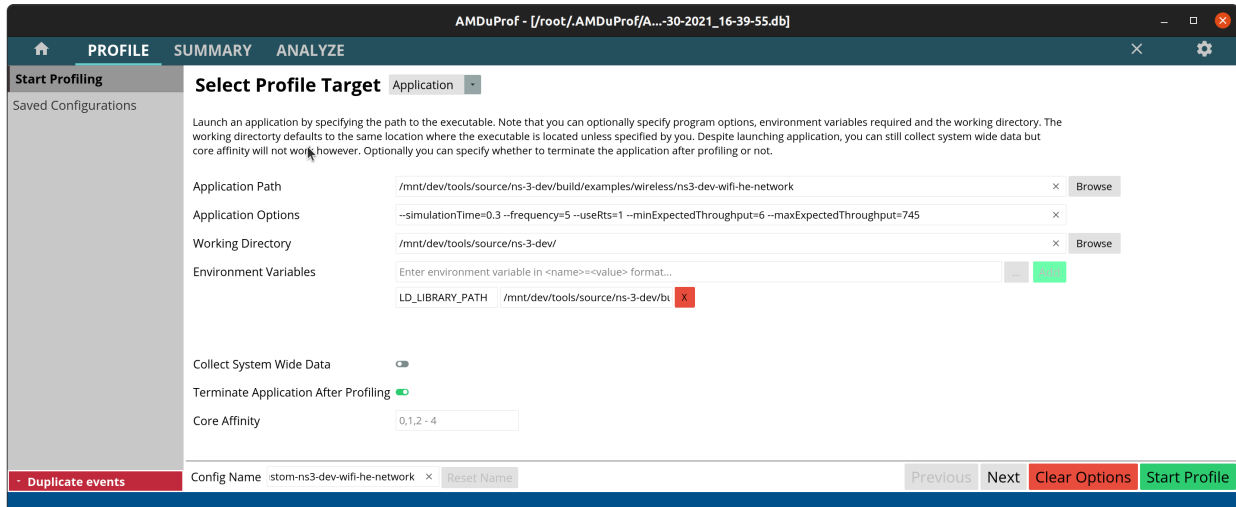 AMDuProf - [/root/.AMDuProf/A...-30-2021_16-39-55.db]
PROFILE SUMMARY ANALYZE
Start Profiling
Saved Configurations
Select Profile Target Application
Launch an application by specifying the path to the executable. Note that you can optionally specify program options, environment variables required and the working directory. The
working directorty defaults to the same location where the executable is located unless specified by you. Despite launching application, you can still collect system wide data but
core affinity will not work however. Optionally you can specify whether to terminate the application after profiling or not.
Application Path /mnt/dev/tools/source/ns-3-dev/build/examples/wireless/ns3-dev-wifi-he-network × Browse
Application Options --simulationTime=0.3 --frequency=5 --useRts=1 --minExpectedThroughput=6 --maxExpectedThroughput=745 ×
Working Directory /mnt/dev/tools/source/ns-3-dev/ × Browse
Environment Variables Enter environment variable in <name>=<value> format... ... Add
LD_LIBRARY_PATH /mnt/dev/tools/source/ns-3-dev/bu X
Collect System Wide Data
Terminate Application After Profiling
Core Affinity 0,1,2 - 4
Duplicate events
Config Name stom-ns3-dev-wifi-he-network × Reset Name Previous Next Clear Options Start Profile